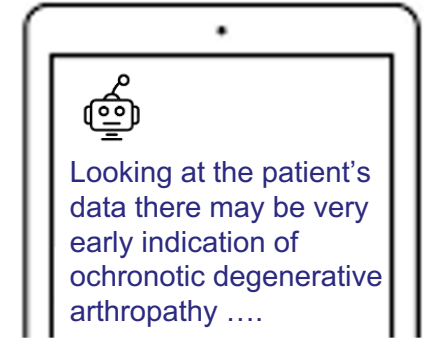 Looking at the patient’s
data there may be very
early indication of
ochronotic degenerative
arthropathy ….